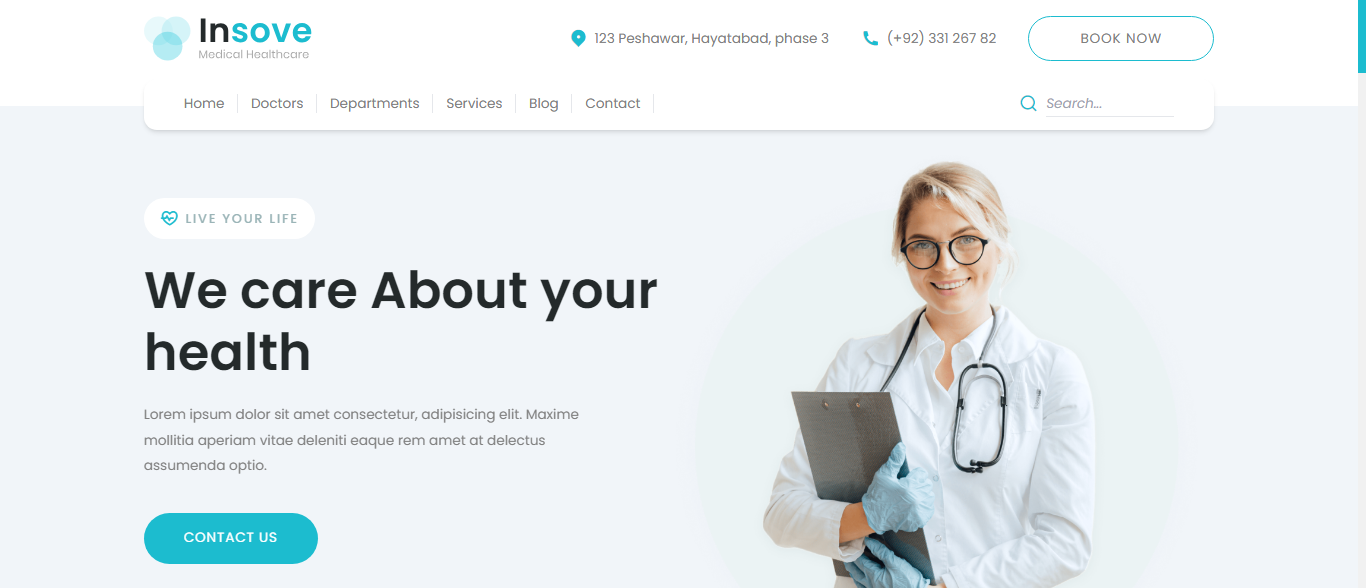 Insove
Medical Healthcare
123 Peshawar, Hayatabad, phase 3
(+92) 331 267 82
BOOK NOW
Home
Doctors
Departments
Services
Blog
Contact
Search...
LIVE YOUR LIFE
We care About your
health
Lorem ipsum dolor sit amet consectetur, adipisicing elit. Maxime
mollitia aperiam vitae deleniti eaque rem amet at delectus
assumenda optio.
CONTACT US